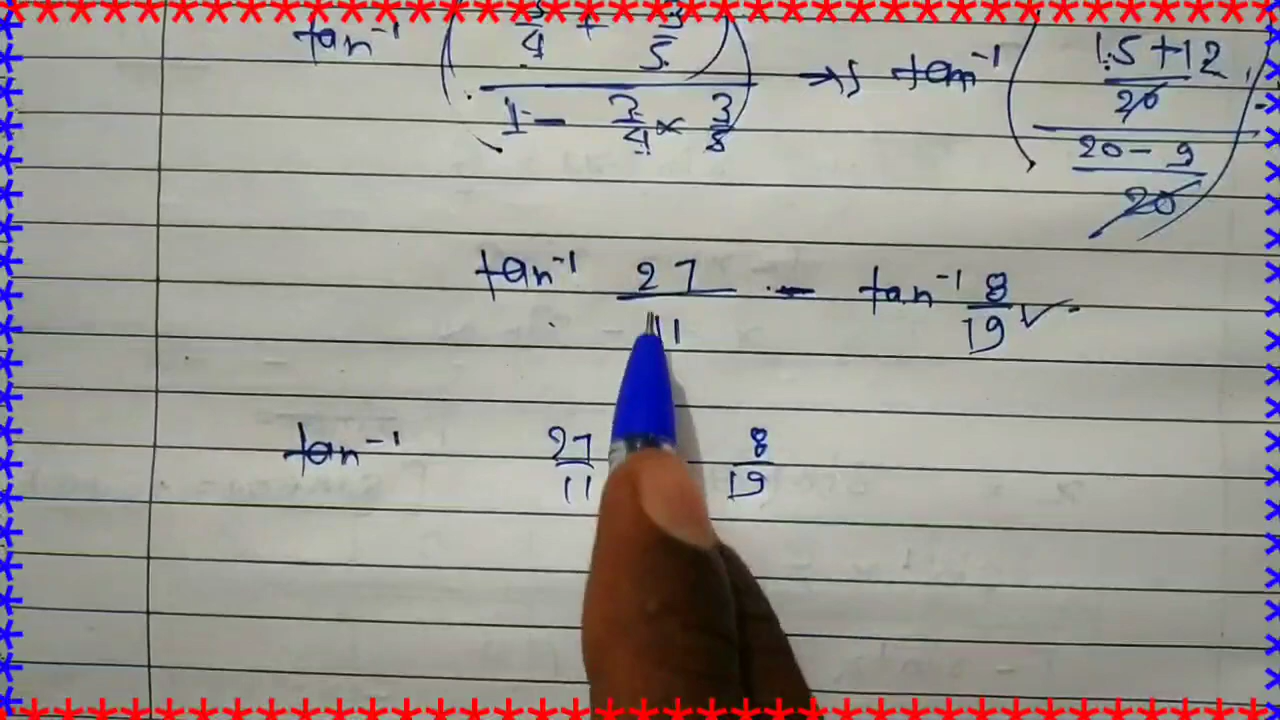 tan⁻¹ ( 3/4 + 3/5 ) / ( 1 - 3/4 × 3/5 ) → tan⁻¹ ( (15+12)/20 / (20-9)/20 )
tan⁻¹ 27/11 - tan⁻¹ 8/19
tan⁻¹ 27/11 8/19